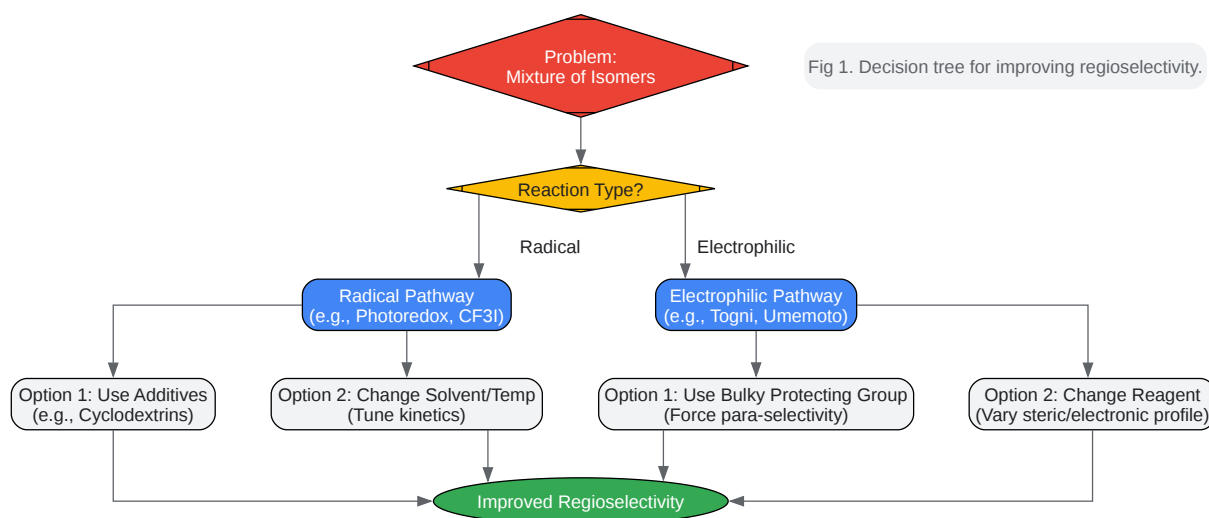 Problem:
Mixture of Isomers
Fig 1. Decision tree for improving regioselectivity.
Reaction Type?
Radical
Electrophilic
Radical Pathway
(e.g., Photoredox, CF3I)
Electrophilic Pathway
(e.g., Togni, Umemoto)
Option 1: Use Additives
(e.g., Cyclodextrins)
Option 2: Change Solvent/Temp
(Tune kinetics)
Option 1: Use Bulky Protecting Group
(Force para-selectivity)
Option 2: Change Reagent
(Vary steric/electronic profile)
Improved Regioselectivity